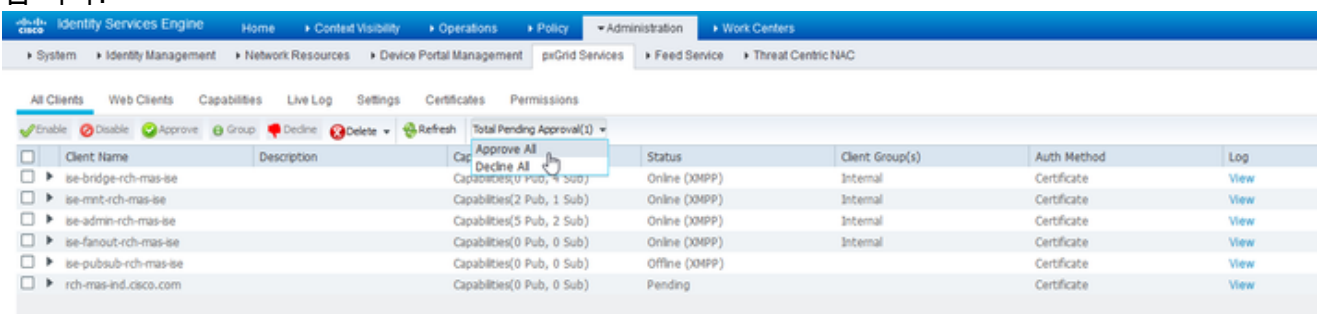 CISCO Identity Services Engine Home Context Visibility Operations Policy Administration Work Centers
System Identity Management Network Resources Device Portal Management pxGrid Services Feed Service Threat Centric NAC
All Clients Web Clients Capabilities Live Log Settings Certificates Permissions
Enable Disable Approve Group Decline Delete Refresh Total Pending Approval(1)
Approve All
Decline All
Client Name Description Cap Status Client Group(s) Auth Method Log
ise-bridge-rch-mas-ise Capabilities(0 Pub, 4 Sub) Online (XMPP) Internal Certificate View
ise-mnt-rch-mas-ise Capabilities(2 Pub, 1 Sub) Online (XMPP) Internal Certificate View
ise-admin-rch-mas-ise Capabilities(5 Pub, 2 Sub) Online (XMPP) Internal Certificate View
ise-fanout-rch-mas-ise Capabilities(0 Pub, 0 Sub) Online (XMPP) Internal Certificate View
ise-pubsub-rch-mas-ise Capabilities(0 Pub, 0 Sub) Offline (XMPP) Certificate View
rch-mas-ind.cisco.com Capabilities(0 Pub, 0 Sub) Pending Certificate View